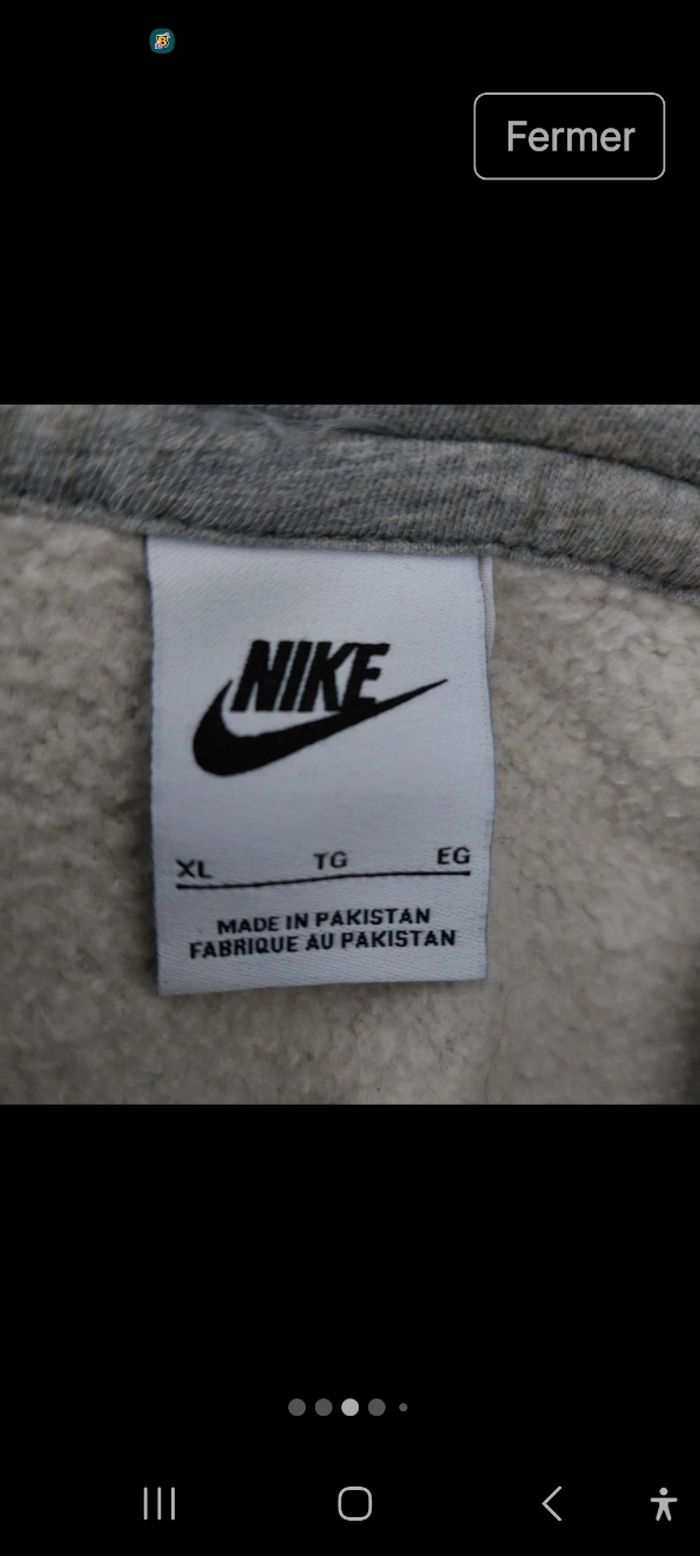 Fermer
NIKE
XL TG EG
MADE IN PAKISTAN
FABRIQUE AU PAKISTAN